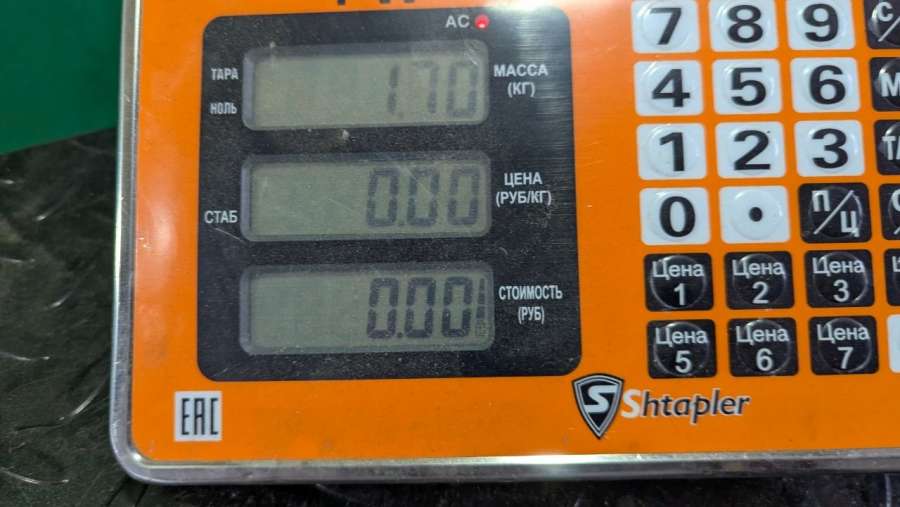 AC
ТАРА
НОЛЬ
1.70
МАССА
(КГ)
СТАБ
0.00
ЦЕНА
(РУБ/КГ)
0.00
СТОИМОСТЬ
(РУБ)
7 8 9
4 5 6
1 2 3
0 . П/Ц
Цена 1 Цена 2 Цена 3
Цена 5 Цена 6 Цена 7
EAC
S Shtapler